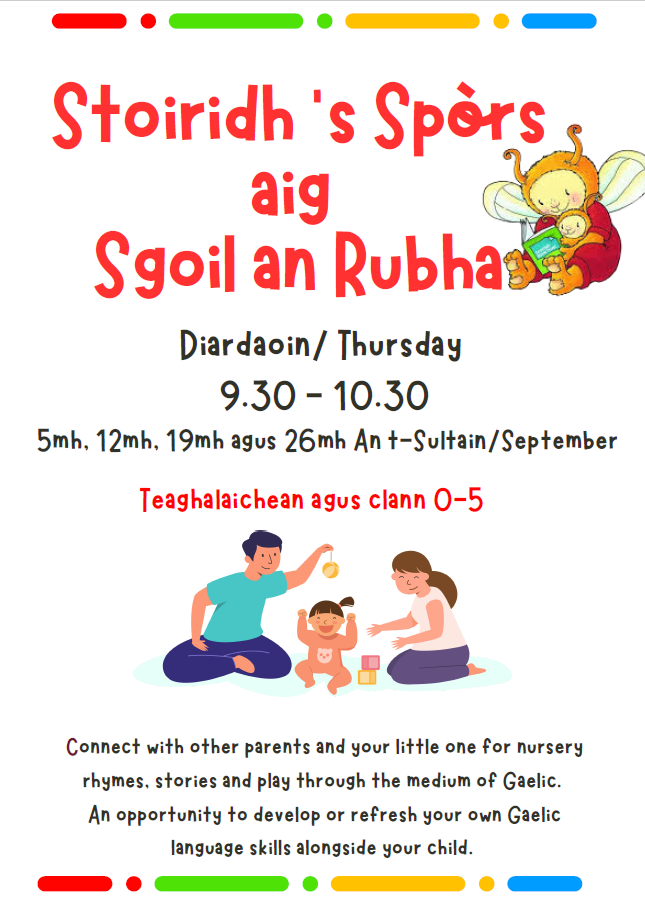 Stoiridh 's Spòrs
aig
Sgoil an Rubha
Diardaoin/ Thursday
9.30 - 10.30
5mh, 12mh, 19mh agus 26mh An t-Sultain/September
Teaghalaichean agus clann 0-5
Connect with other parents and your little one for nursery
rhymes, stories and play through the medium of Gaelic.
An opportunity to develop or refresh your own Gaelic
language skills alongside your child.